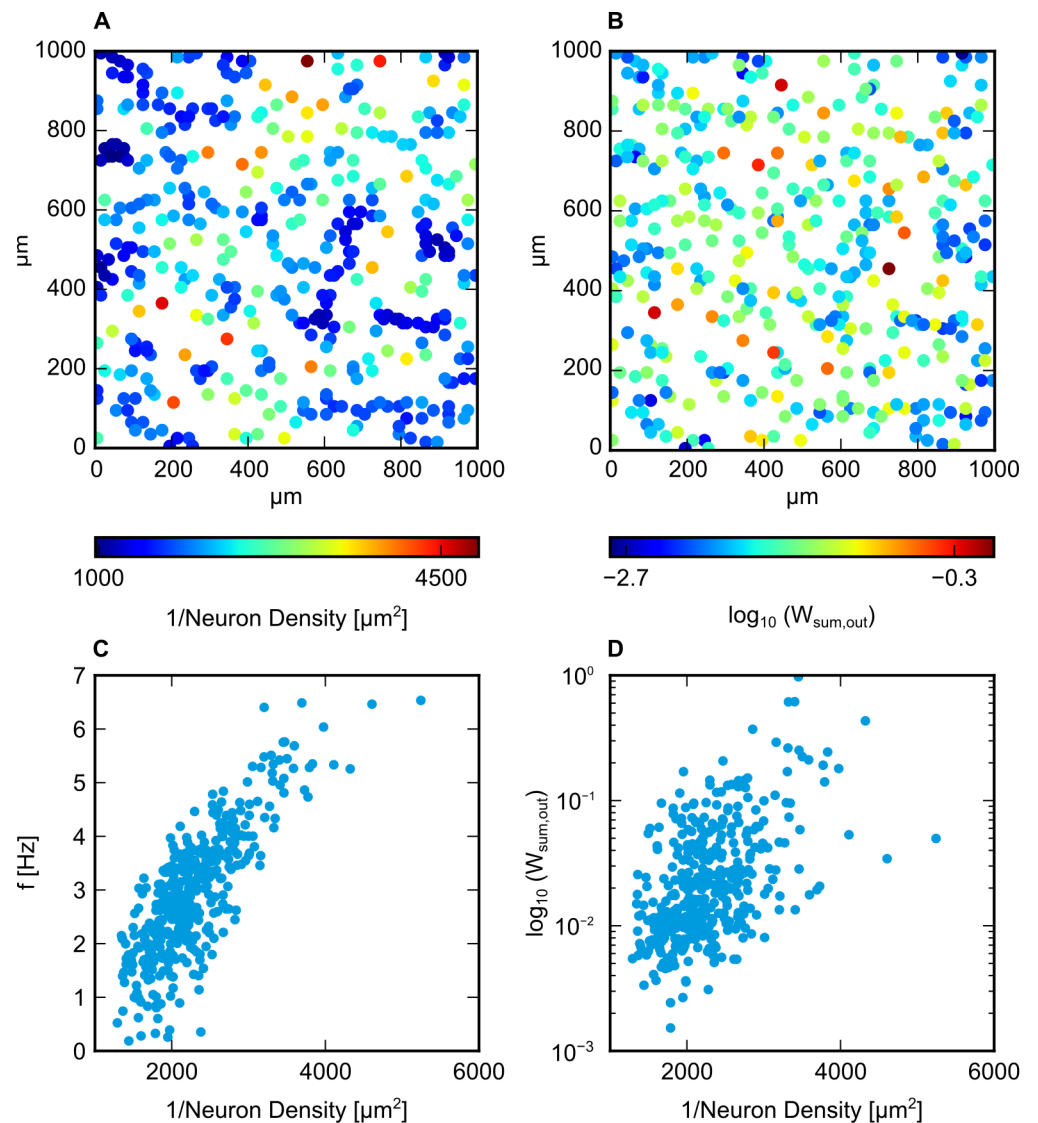 A
B
1000
800
600
400
200
0
µm
0 200 400 600 800 1000
µm
1000
800
600
400
200
0
µm
0 200 400 600 800 1000
µm
1000 4500
1/Neuron Density [µm²]
−2.7 −0.3
log₁₀ (Wsum,out)
C
D
7
6
5
4
3
2
1
0
f [Hz]
2000 4000 6000
1/Neuron Density [µm²]
10⁰
10⁻¹
10⁻²
10⁻³
log₁₀ (Wsum,out)
2000 4000 6000
1/Neuron Density [µm²]